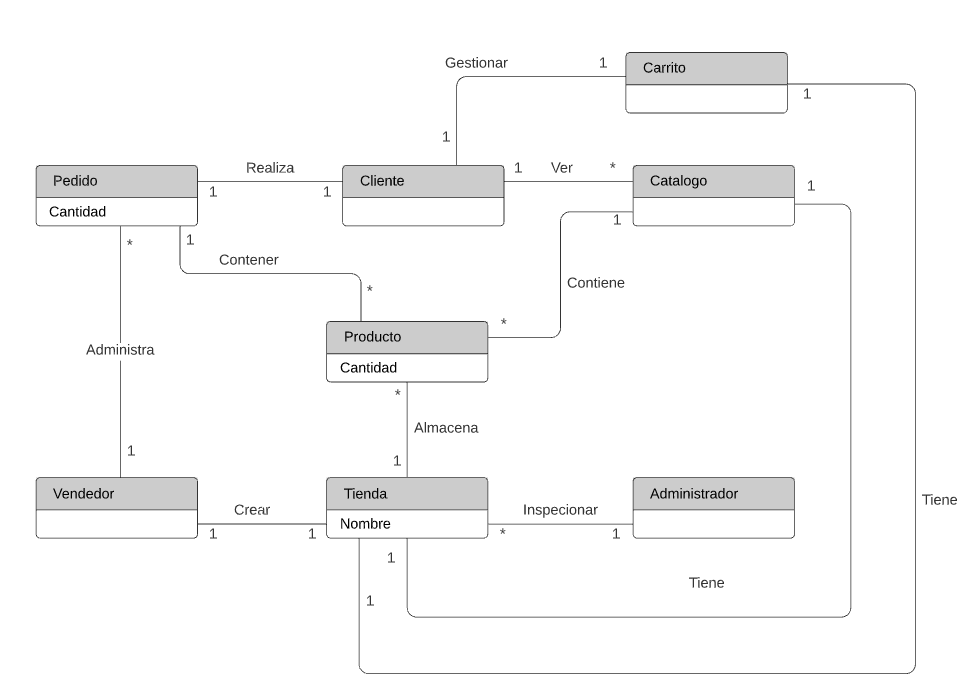 Gestionar
1
Carrito
1
1
Pedido
Realiza
1
1
Cliente
1
Ver
*
Catalogo
1
Cantidad
*
1
1
Contener
*
Contiene
*
Producto
Cantidad
Administra
*
Almacena
1
1
Vendedor
Crear
1
1
Tienda
Nombre
Inspecionar
*
1
Administrador
Tiene
1
Tiene
1